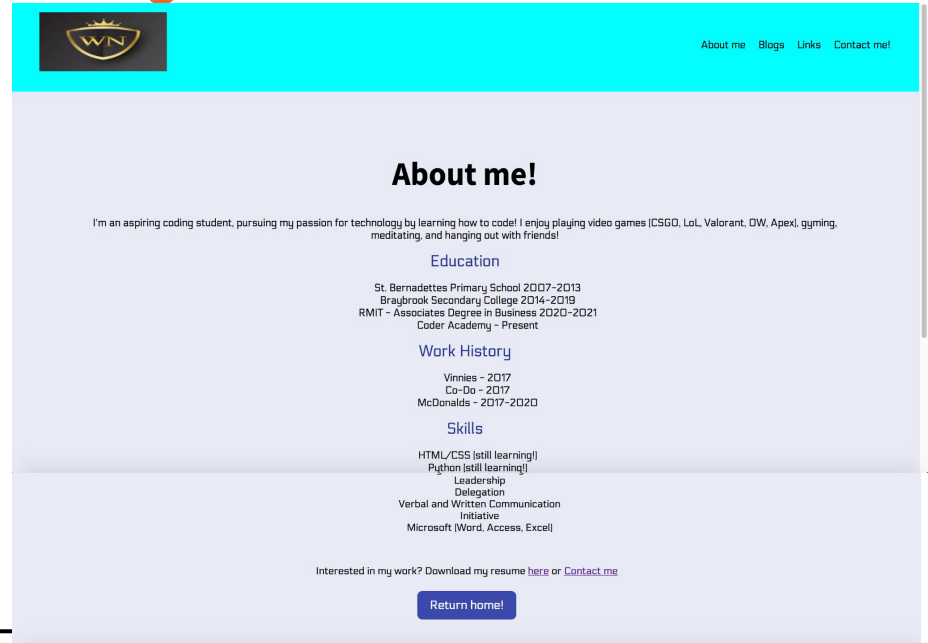 WN
About me Blogs Links Contact me!
About me!
I'm an aspiring coding student, pursuing my passion for technology by learning how to code! I enjoy playing video games (CSGO, LoL, Valorant, OW, Apex), gyming,
meditating, and hanging out with friends!
Education
St. Bernadettes Primary School 2007-2013
Braybrook Secondary College 2014-2019
RMIT - Associates Degree in Business 2020-2021
Coder Academy - Present
Work History
Vinnies - 2017
Co-Do - 2017
McDonalds - 2017-2020
Skills
HTML/CSS (still learning!)
Python (still learning!)
Leadership
Delegation
Verbal and Written Communication
Initiative
Microsoft (Word, Access, Excel)
Interested in my work? Download my resume here or Contact me
Return home!